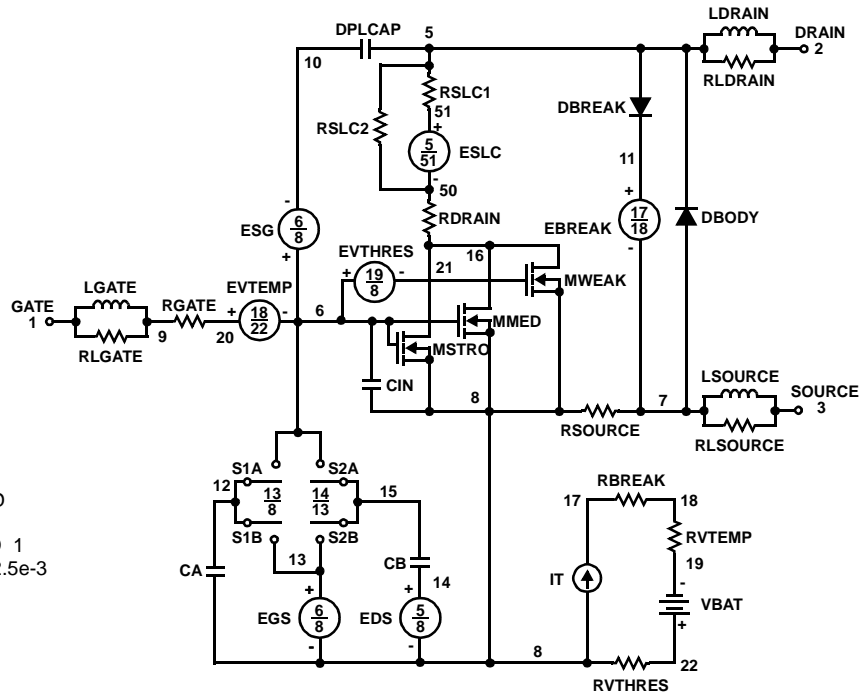 LDRAIN
DPLCAP 5 DRAIN
10 2
RSLC1 RLDRAIN
51 DBREAK
RSLC2 +
5
51
ESLC 11
-
50
- +
ESG 6
8
RDRAIN EBREAK 17
18
DBODY
+ EVTHRES 16 -
+ 19
8
- 21 MWEAK
LGATE EVTEMP
GATE RGATE + 18
22
- 6 MMED
1 9 20 MSTRO
RLGATE
CIN LSOURCE
8 7 SOURCE
3
RSOURCE RLSOURCE
S1A S2A
12 13
8
14
13
15 RBREAK
17 18
S1B S2B RVTEMP
13 CB 19
CA 14 IT -
+ + VBAT
EGS 6
8
EDS 5
8
+
- - 8 22
RVTHRES
1
2.5e-3